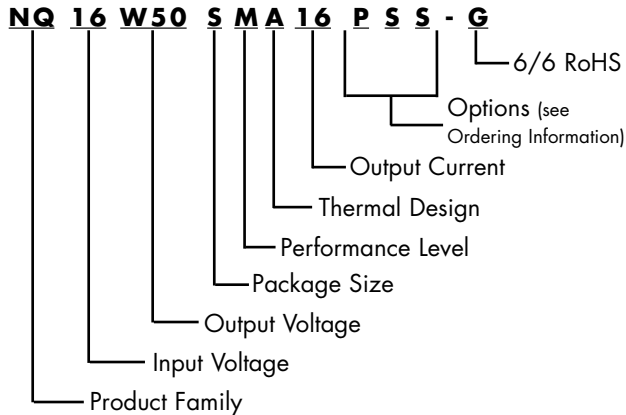 NQ 16 W50 S M A 16 P S S - G
6/6 RoHS
Options (see
Ordering Information)
Output Current
Thermal Design
Performance Level
Package Size
Output Voltage
Input Voltage
Product Family